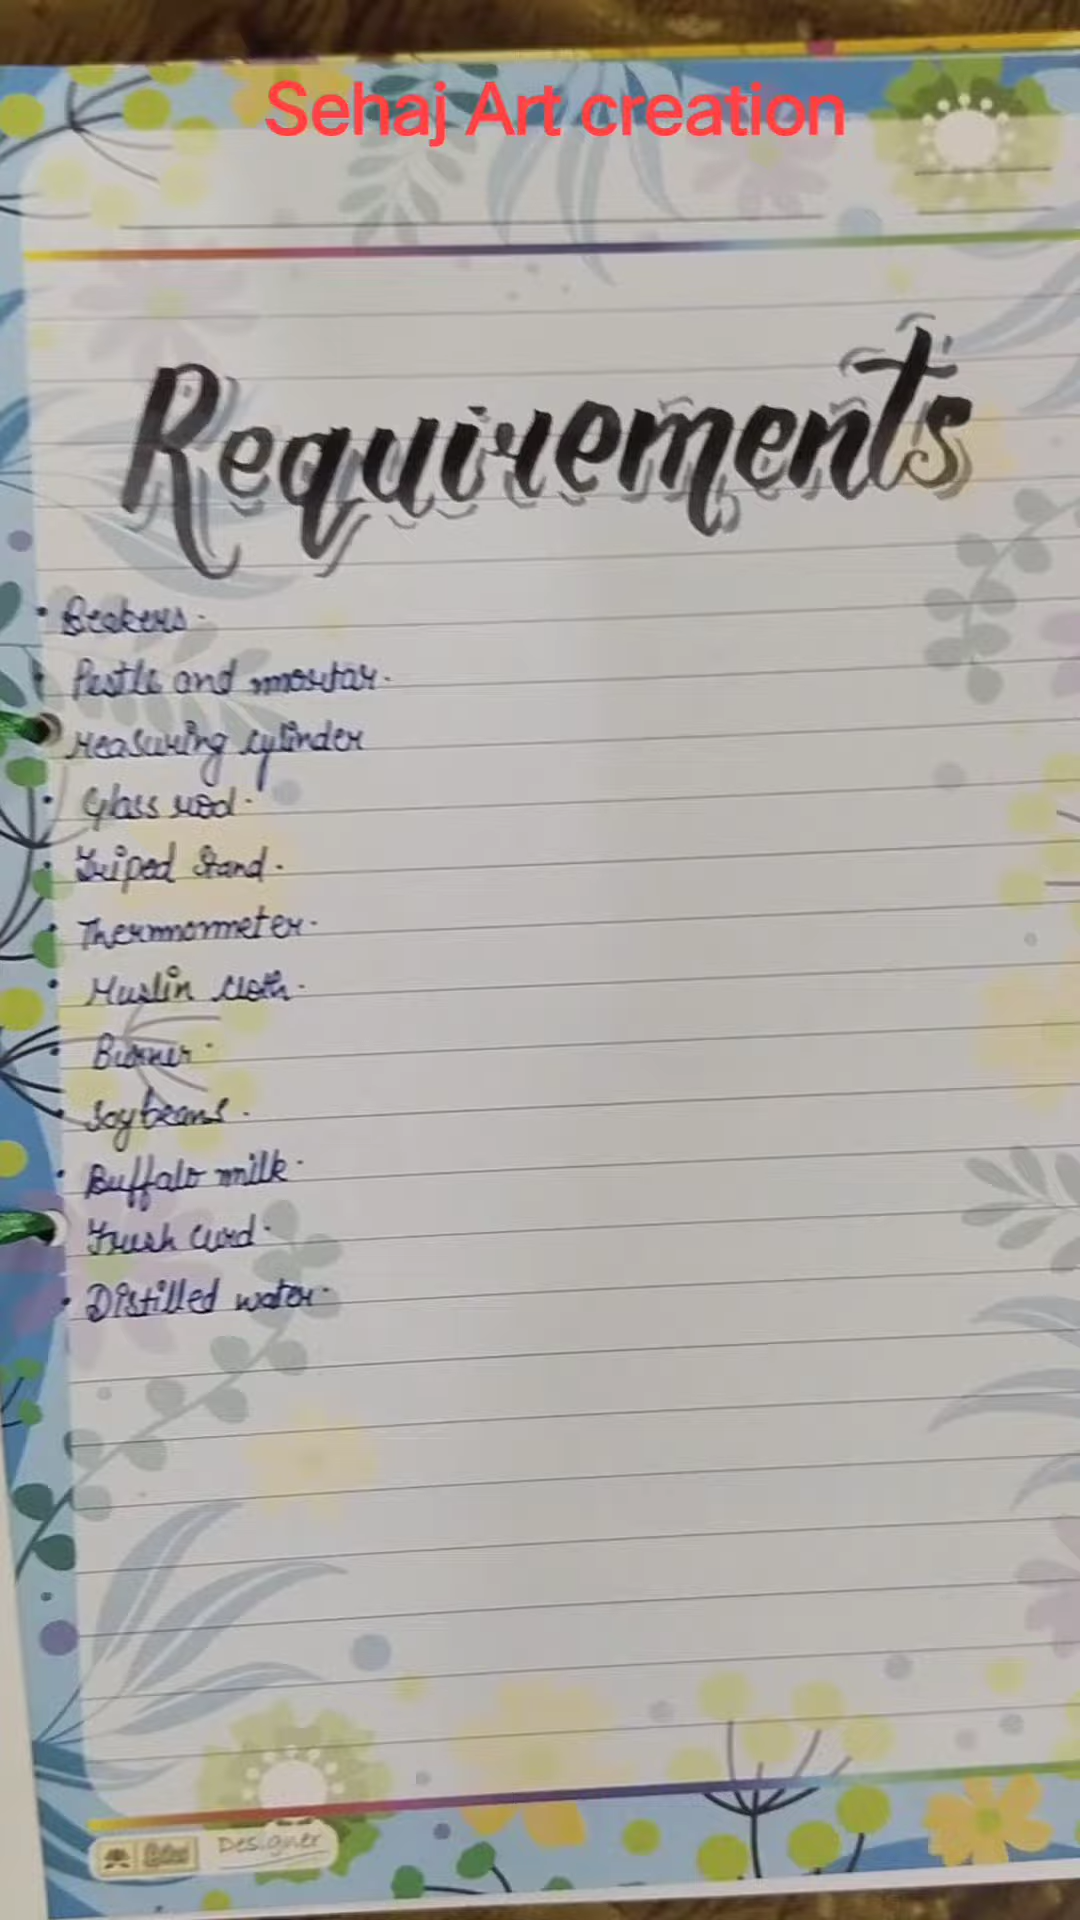 Sehaj Art creation
Requirements
• Beakers.
• Pestle and mortar.
Measuring cylinder
• Glass rod.
• Tripod Stand.
• Thermometer.
• Muslin cloth.
• Burner.
• Soybeans.
• Buffalo milk.
Fresh curd.
• Distilled water.
Designer